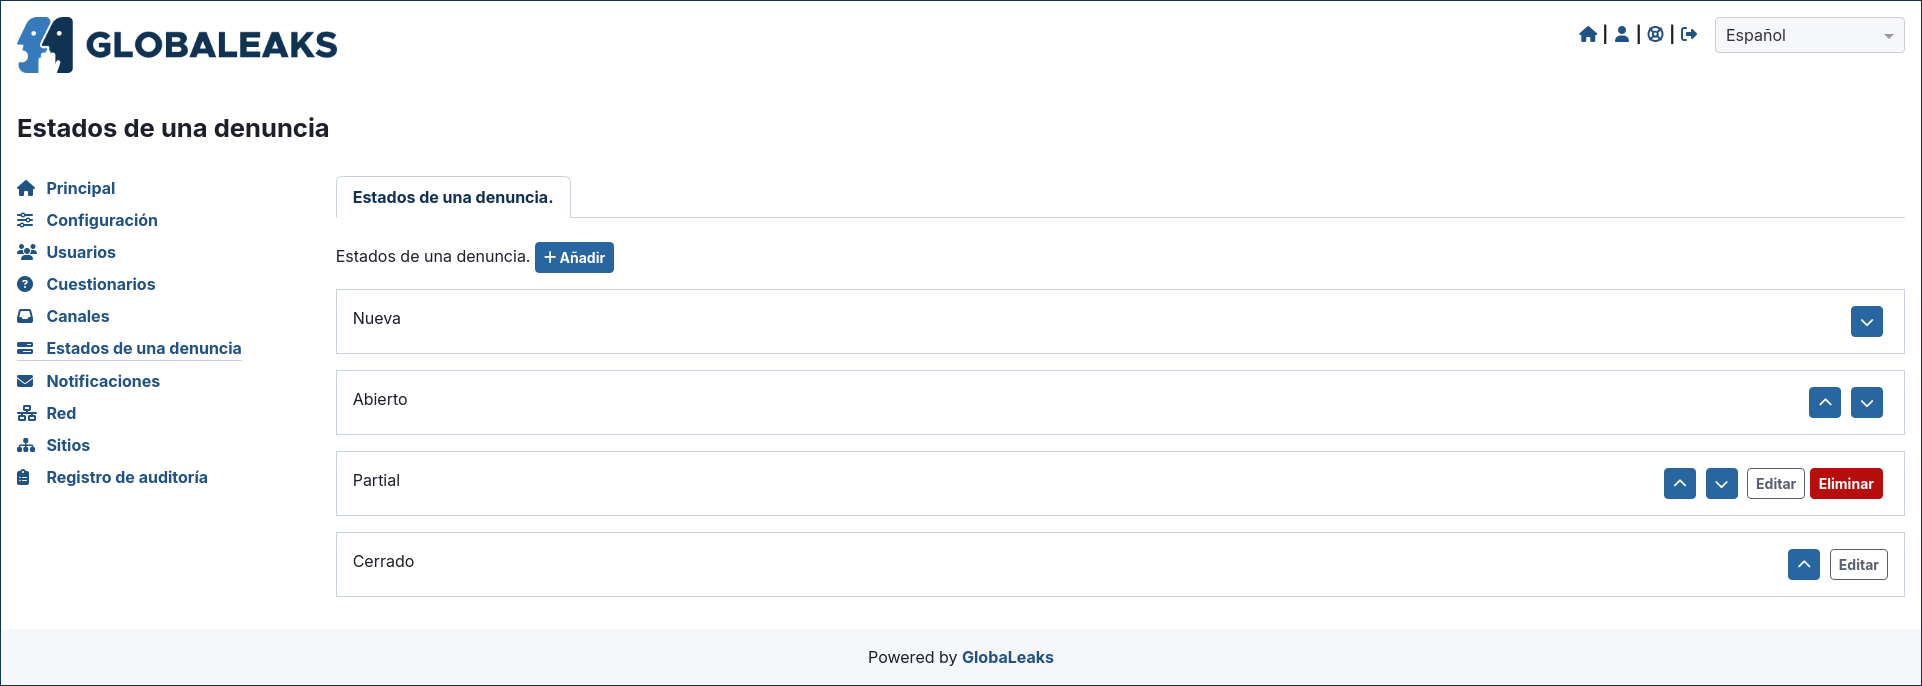 GLOBALEAKS
Español
Estados de una denuncia
Principal
Configuración
Usuarios
Cuestionarios
Canales
Estados de una denuncia
Notificaciones
Red
Sitios
Registro de auditoría
Estados de una denuncia.
Estados de una denuncia. + Añadir
Nueva
Abierto
Partial Editar Eliminar
Cerrado Editar
Powered by GlobaLeaks